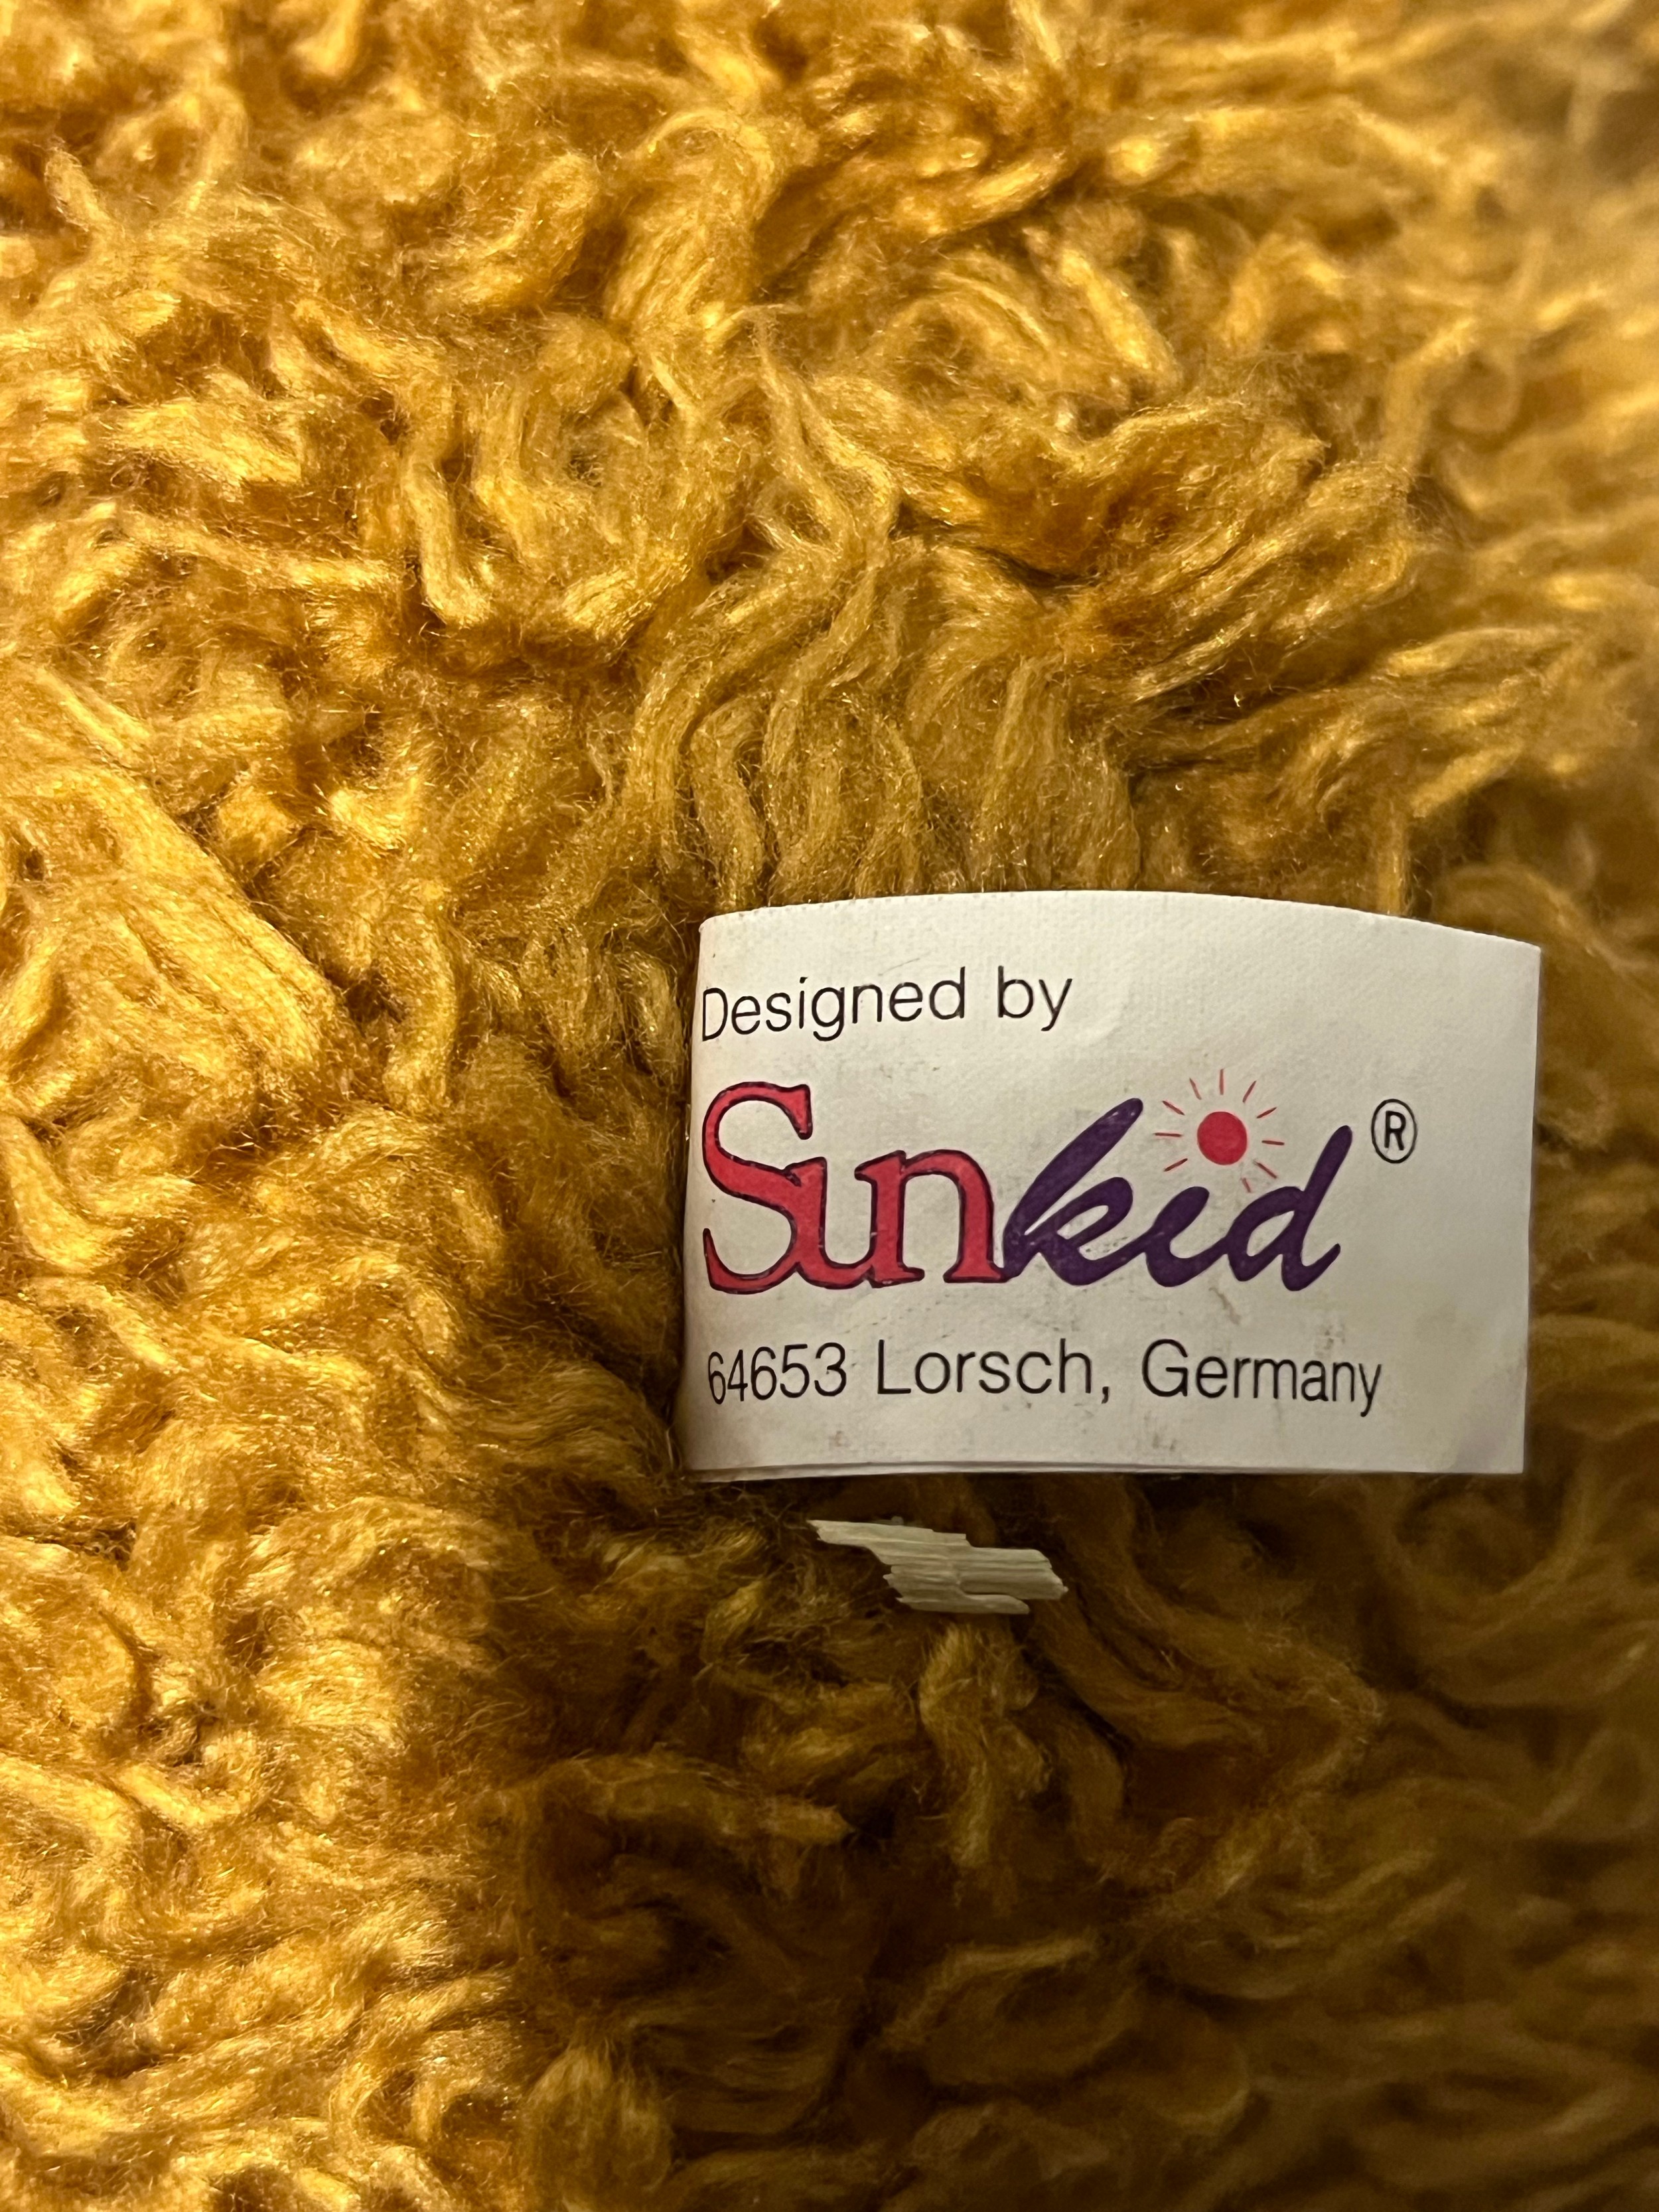 Designed by
Sunkid ®
64653 Lorsch, Germany